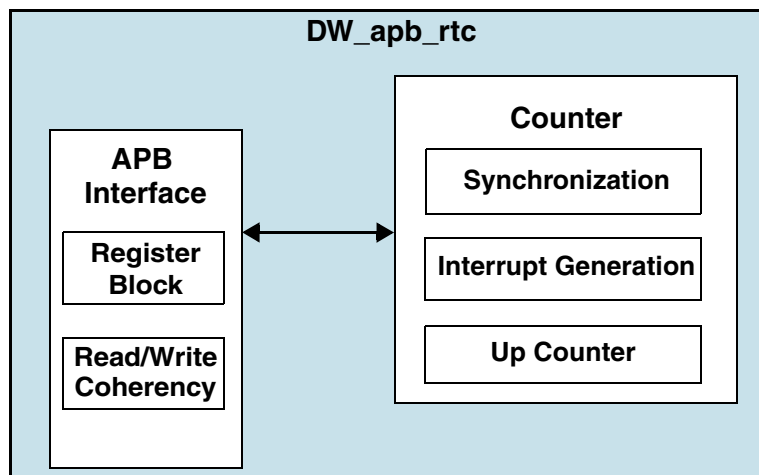 DW_apb_rtc
APB
Interface
Register
Block
Read/Write
Coherency
Counter
Synchronization
Interrupt Generation
Up Counter